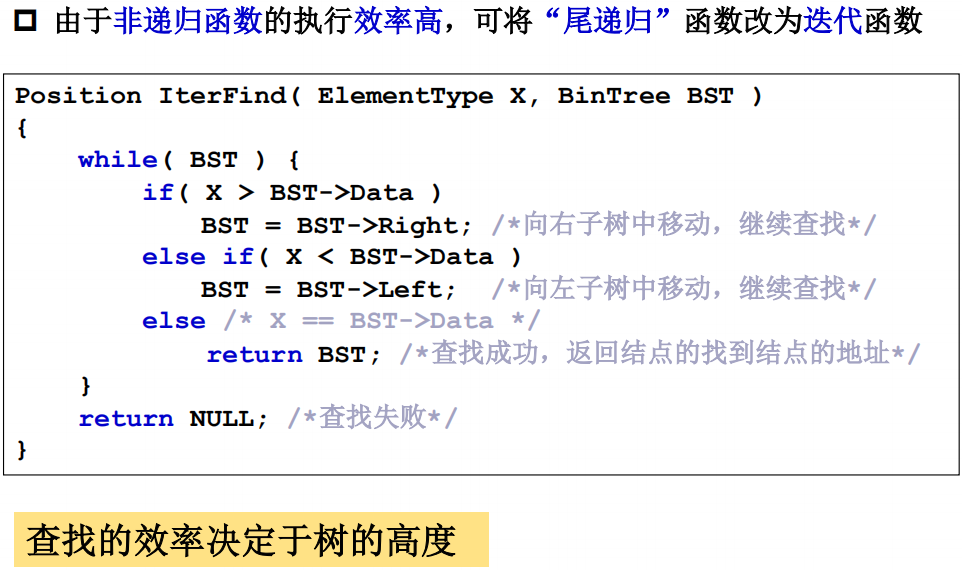 由于非递归函数的执行效率高，可将“尾递归”函数改为迭代函数
Position IterFind( ElementType X, BinTree BST )
{
    while( BST ) {
        if( X > BST->Data )
            BST = BST->Right; /*向右子树中移动，继续查找*/
        else if( X < BST->Data )
            BST = BST->Left;  /*向左子树中移动，继续查找*/
        else /* X == BST->Data */
            return BST; /*查找成功，返回结点的找到结点的地址*/
    }
    return NULL; /*查找失败*/
}
查找的效率决定于树的高度